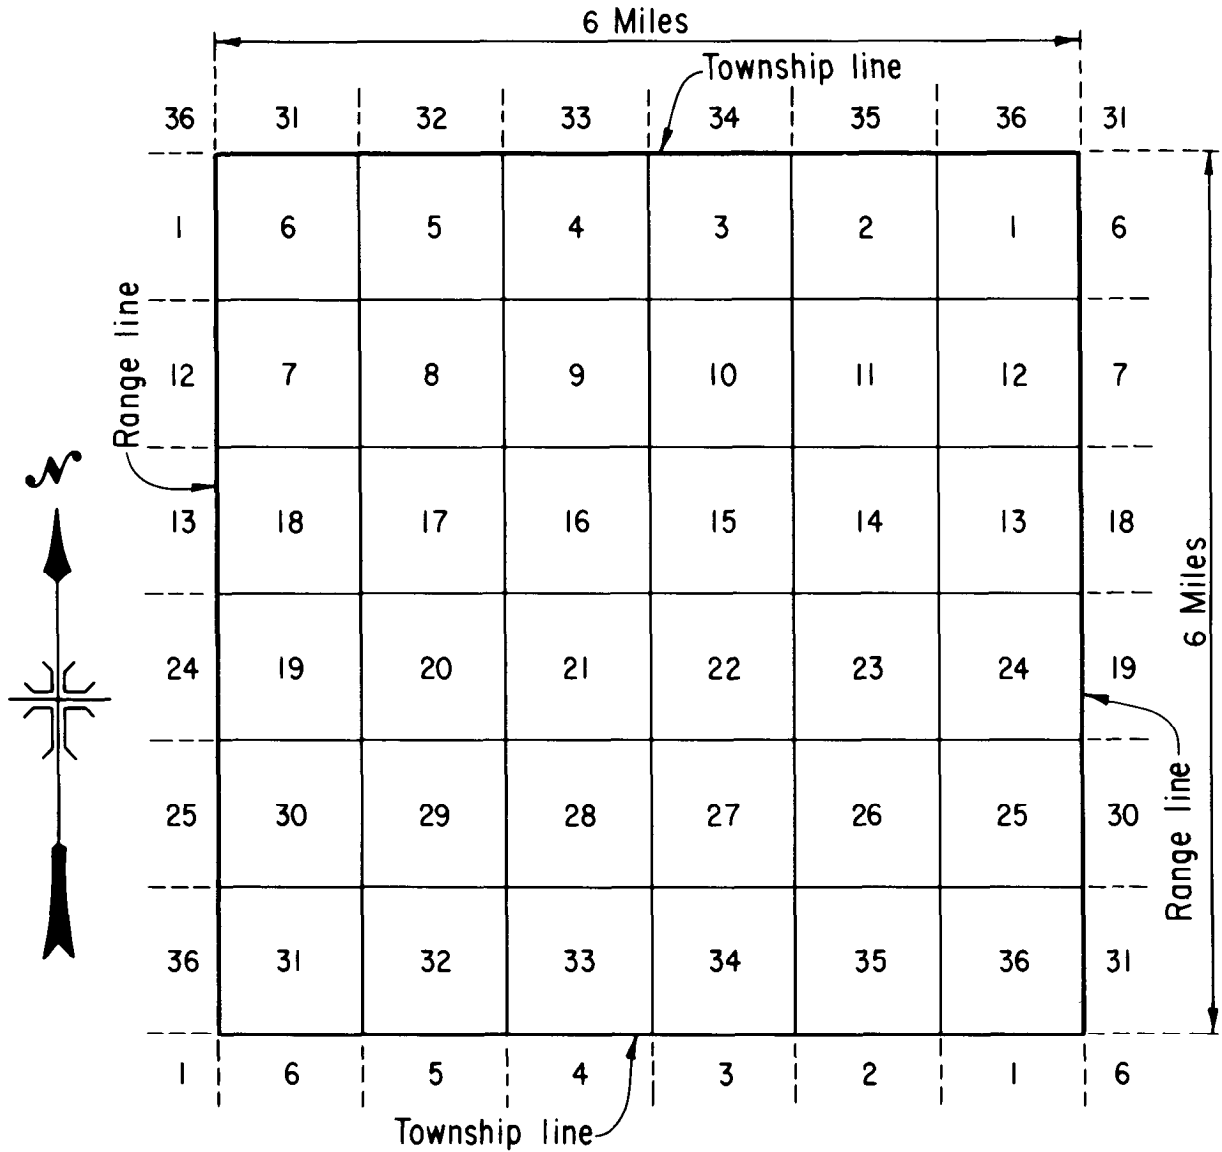 6 Miles
Township line
36 31 32 33 34 35 36 31
1 6 5 4 3 2 1 6
Range line
12 7 8 9 10 11 12 7
N
13 18 17 16 15 14 13 18
6 Miles
24 19 20 21 22 23 24 19
Range line
25 30 29 28 27 26 25 30
36 31 32 33 34 35 36 31
1 6 5 4 3 2 1 6
Township line